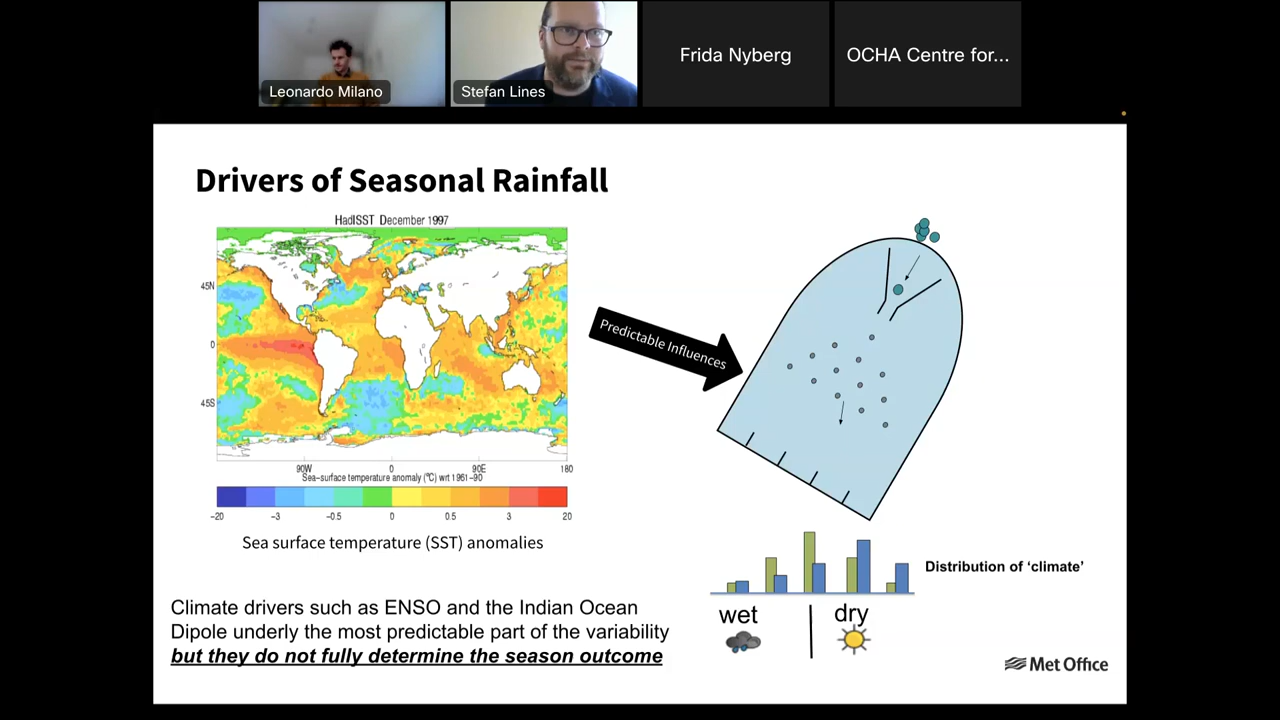 Leonardo Milano
Stefan Lines
Frida Nyberg
OCHA Centre for...
Drivers of Seasonal Rainfall
HadISST December 1997
45N
0
45S
90W 0 90E 180
Sea-surface temperature anomaly (°C) wrt 1961-90
-20 -3 -0.5 0 0.5 3 20
Sea surface temperature (SST) anomalies
Predictable Influences
Distribution of ‘climate’
wet dry
Climate drivers such as ENSO and the Indian Ocean
Dipole underly the most predictable part of the variability
but they do not fully determine the season outcome
Met Office